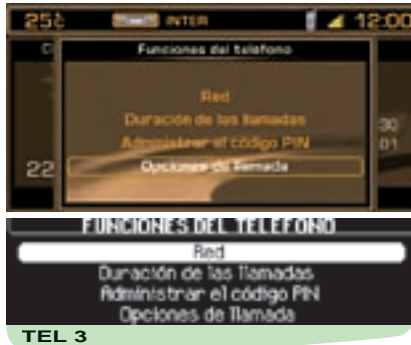 25° INTER 12:00
Funciones del telefono
Red
Duración de las llamadas
30
Administrar el código PIN
01
22 Opciones de llamada
FUNCIONES DEL TELEFONO
Red
Duración de las llamadas
Administrar el código PIN
Opciones de llamada
TEL 3